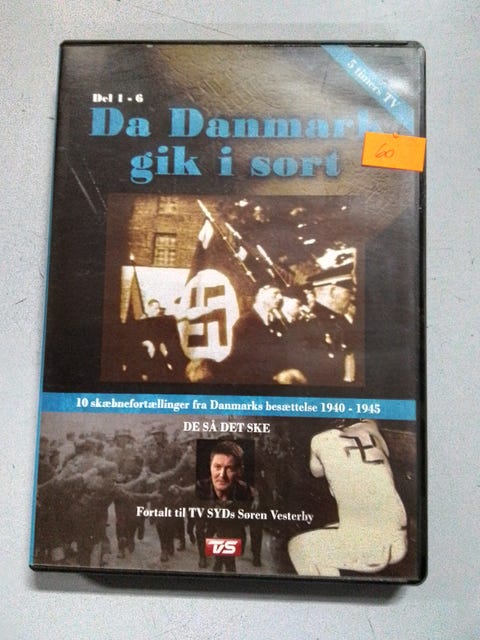 5 timers TV
Del 1 - 6
Da Danmark
gik i sort
60
10 skæbnefortællinger fra Danmarks besættelse 1940 - 1945
DE SÅ DET SKE
Fortalt til TV SYDs Søren Vesterby